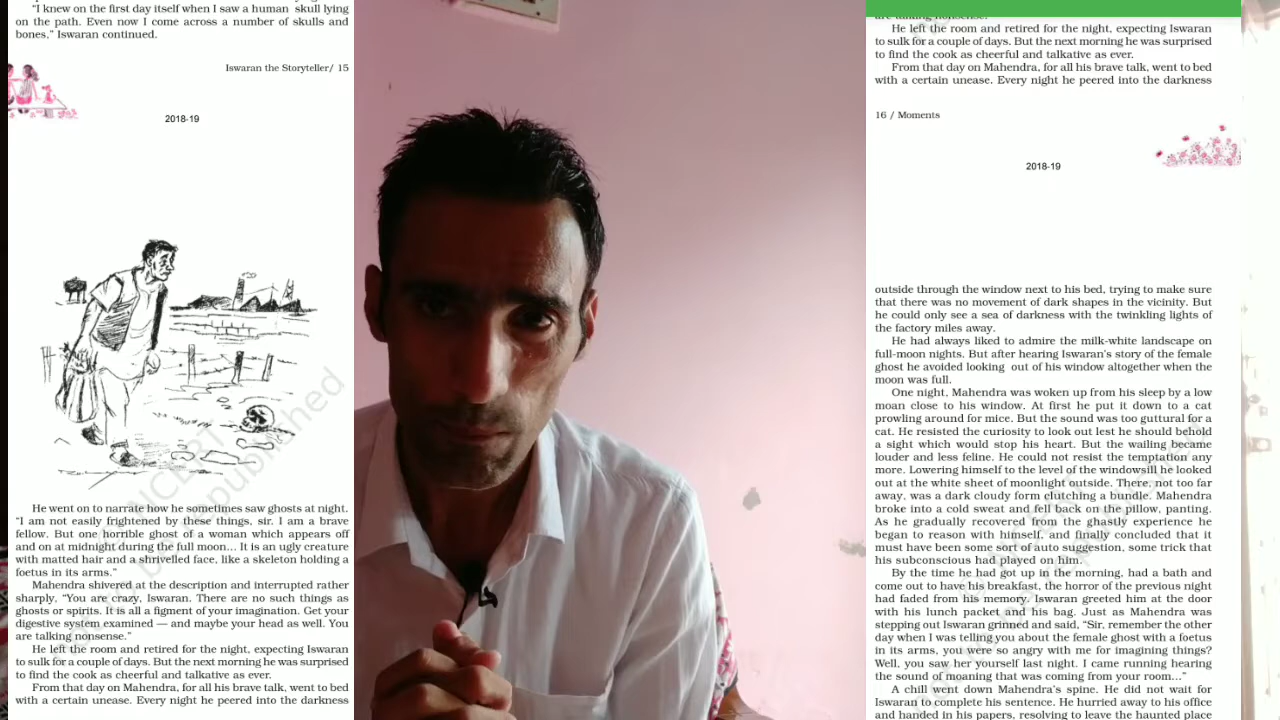 "I knew on the first day itself when I saw a human skull lying
on the path. Even now I come across a number of skulls and
bones," Iswaran continued.
Iswaran the Storyteller/ 15
2018-19
He went on to narrate how he sometimes saw ghosts at night.
"I am not easily frightened by these things, sir. I am a brave
fellow. But one horrible ghost of a woman which appears off
and on at midnight during the full moon... It is an ugly creature
with matted hair and a shrivelled face, like a skeleton holding a
foetus in its arms."
Mahendra shivered at the description and interrupted rather
sharply, "You are crazy, Iswaran. There are no such things as
ghosts or spirits. It is all a figment of your imagination. Get your
digestive system examined — and maybe your head as well. You
are talking nonsense."
He left the room and retired for the night, expecting Iswaran
to sulk for a couple of days. But the next morning he was surprised
to find the cook as cheerful and talkative as ever.
From that day on Mahendra, for all his brave talk, went to bed
with a certain unease. Every night he peered into the darkness
are talking nonsense."
He left the room and retired for the night, expecting Iswaran
to sulk for a couple of days. But the next morning he was surprised
to find the cook as cheerful and talkative as ever.
From that day on Mahendra, for all his brave talk, went to bed
with a certain unease. Every night he peered into the darkness
16 / Moments
2018-19
outside through the window next to his bed, trying to make sure
that there was no movement of dark shapes in the vicinity. But
he could only see a sea of darkness with the twinkling lights of
the factory miles away.
He had always liked to admire the milk-white landscape on
full-moon nights. But after hearing Iswaran's story of the female
ghost he avoided looking out of his window altogether when the
moon was full.
One night, Mahendra was woken up from his sleep by a low
moan close to his window. At first he put it down to a cat
prowling around for mice. But the sound was too guttural for a
cat. He resisted the curiosity to look out lest he should behold
a sight which would stop his heart. But the wailing became
louder and less feline. He could not resist the temptation any
more. Lowering himself to the level of the windowsill he looked
out at the white sheet of moonlight outside. There, not too far
away, was a dark cloudy form clutching a bundle. Mahendra
broke into a cold sweat and fell back on the pillow, panting.
As he gradually recovered from the ghastly experience he
began to reason with himself, and finally concluded that it
must have been some sort of auto suggestion, some trick that
his subconscious had played on him.
By the time he had got up in the morning, had a bath and
come out to have his breakfast, the horror of the previous night
had faded from his memory. Iswaran greeted him at the door
with his lunch packet and his bag. Just as Mahendra was
stepping out Iswaran grinned and said, "Sir, remember the other
day when I was telling you about the female ghost with a foetus
in its arms, you were so angry with me for imagining things?
Well, you saw her yourself last night. I came running hearing
the sound of moaning that was coming from your room..."
A chill went down Mahendra's spine. He did not wait for
Iswaran to complete his sentence. He hurried away to his office
and handed in his papers, resolving to leave the haunted place